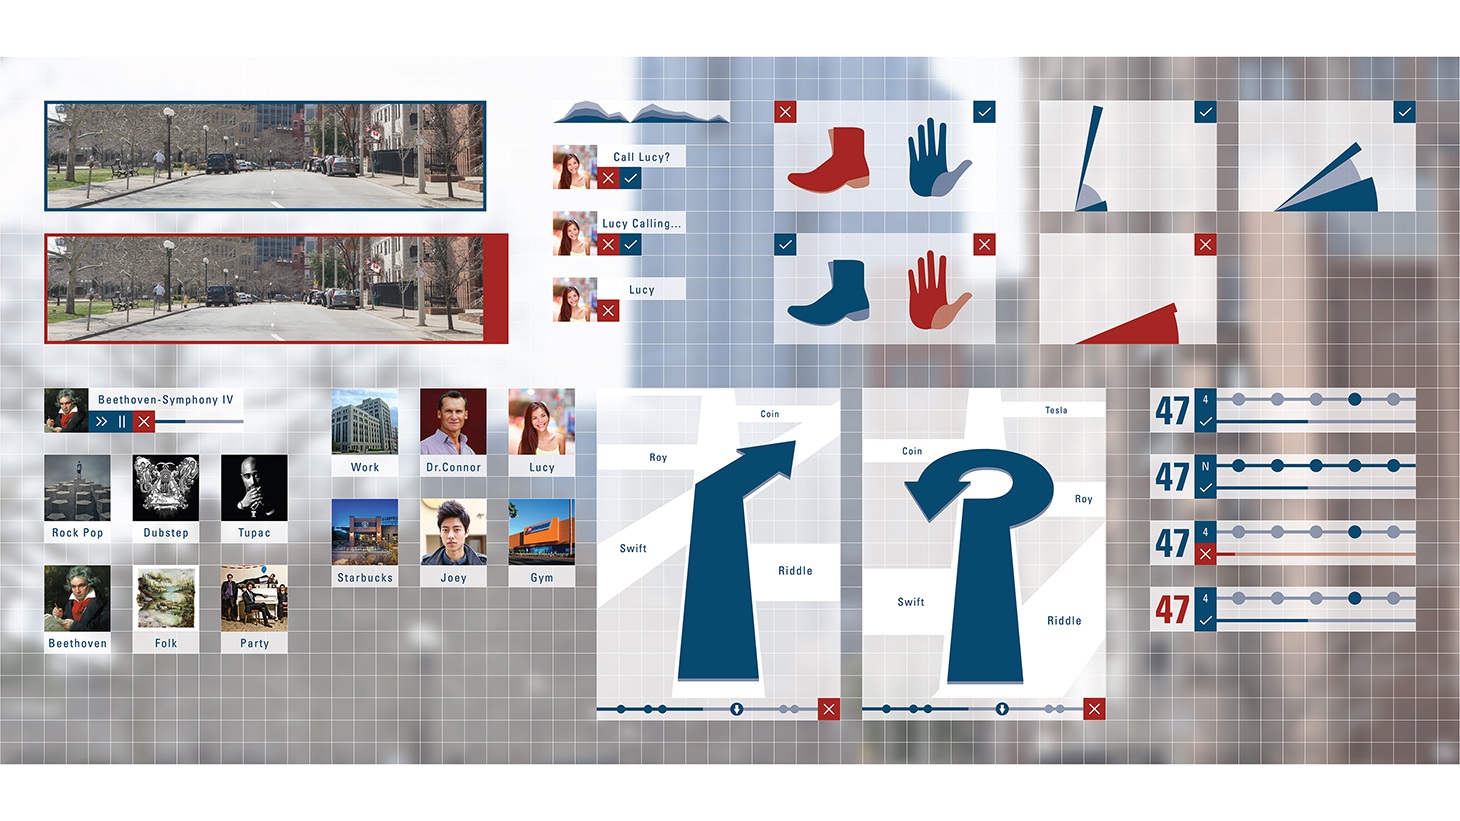 Call Lucy?
Lucy Calling...
Lucy
Beethoven-Symphony IV
Rock Pop
Dubstep
Tupac
Beethoven
Folk
Party
Work
Dr.Connor
Lucy
Starbucks
Joey
Gym
Coin
Roy
Swift
Riddle
Tesla
Coin
Roy
Swift
Riddle
47 4
47 N
47 4
47 4